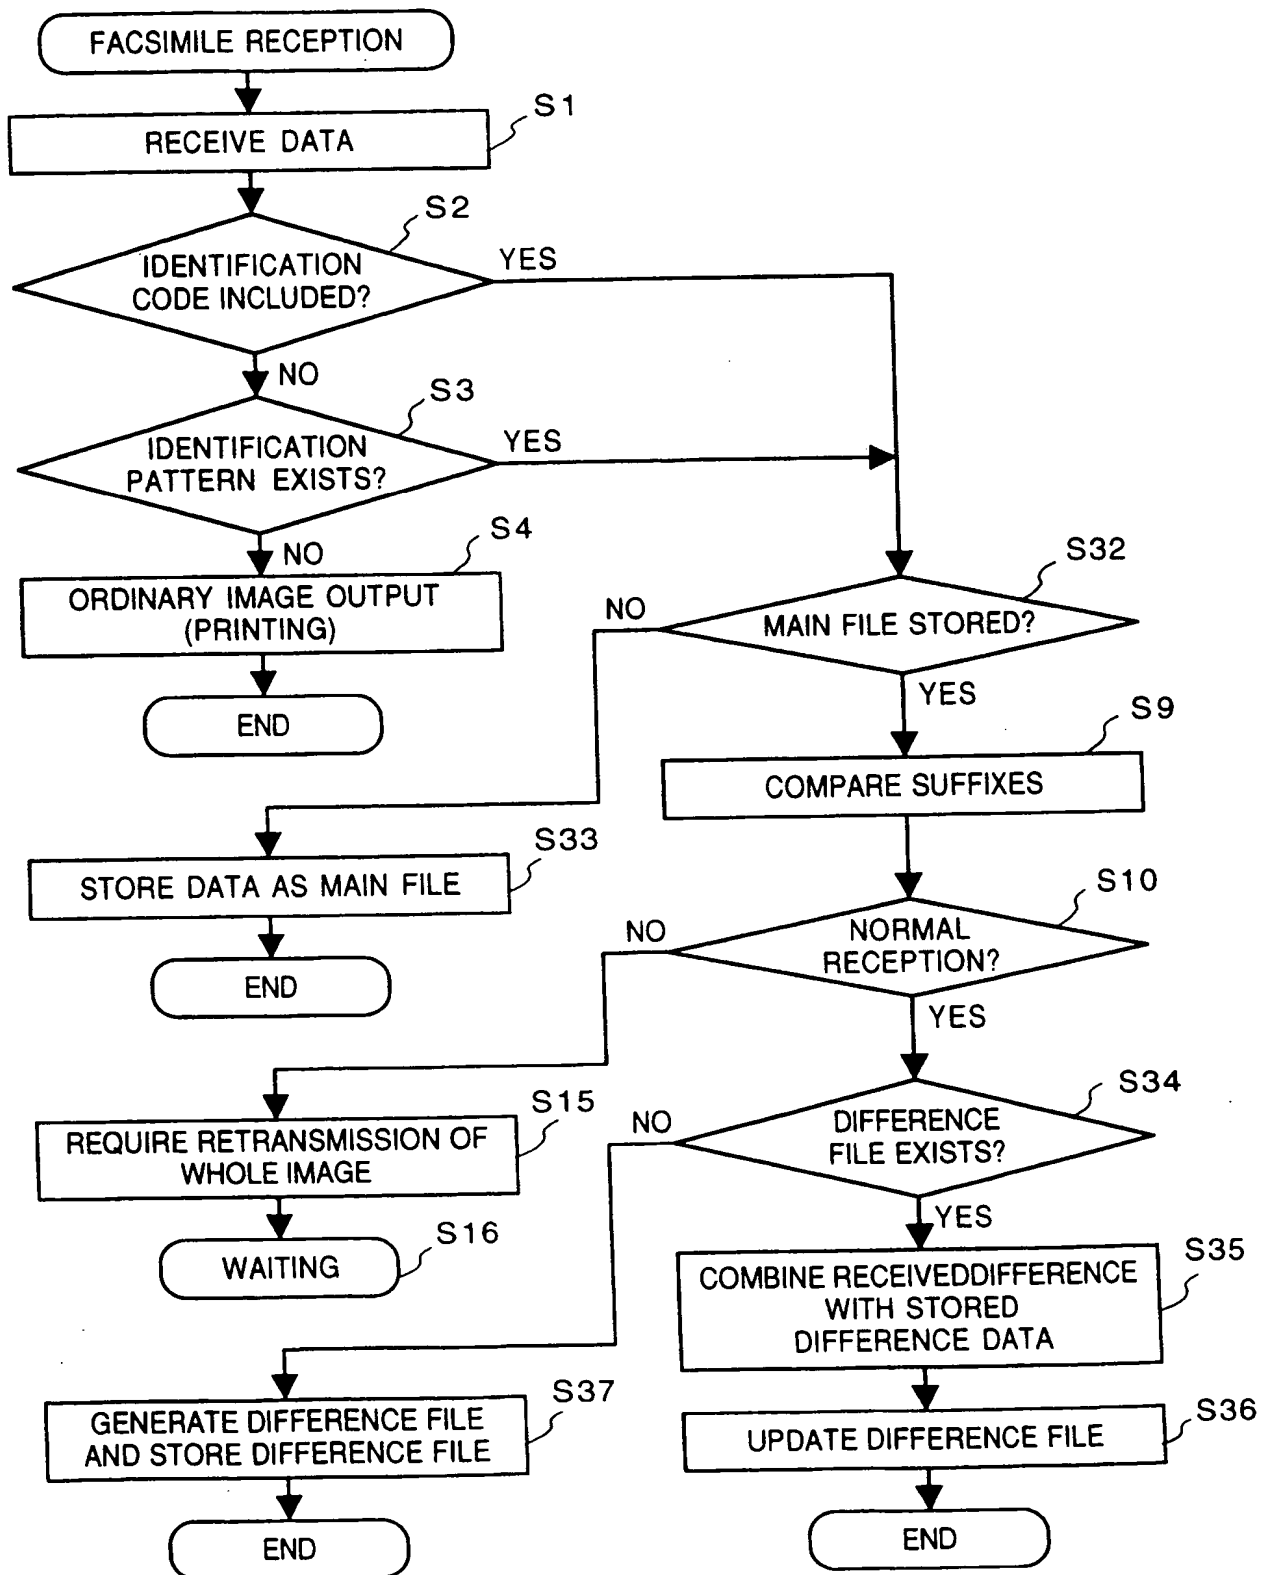 FACSIMILE RECEPTION
S1
RECEIVE DATA
S2
IDENTIFICATION
CODE INCLUDED?
YES
NO
S3
IDENTIFICATION
PATTERN EXISTS?
YES
NO
S4
ORDINARY IMAGE OUTPUT
(PRINTING)
END
S32
MAIN FILE STORED?
NO
YES
S9
COMPARE SUFFIXES
S33
STORE DATA AS MAIN FILE
END
S10
NORMAL
RECEPTION?
NO
YES
S15
REQUIRE RETRANSMISSION OF
WHOLE IMAGE
S16
WAITING
S34
DIFFERENCE
FILE EXISTS?
NO
YES
S35
COMBINE RECEIVEDDIFFERENCE
WITH STORED
DIFFERENCE DATA
S37
GENERATE DIFFERENCE FILE
AND STORE DIFFERENCE FILE
END
S36
UPDATE DIFFERENCE FILE
END